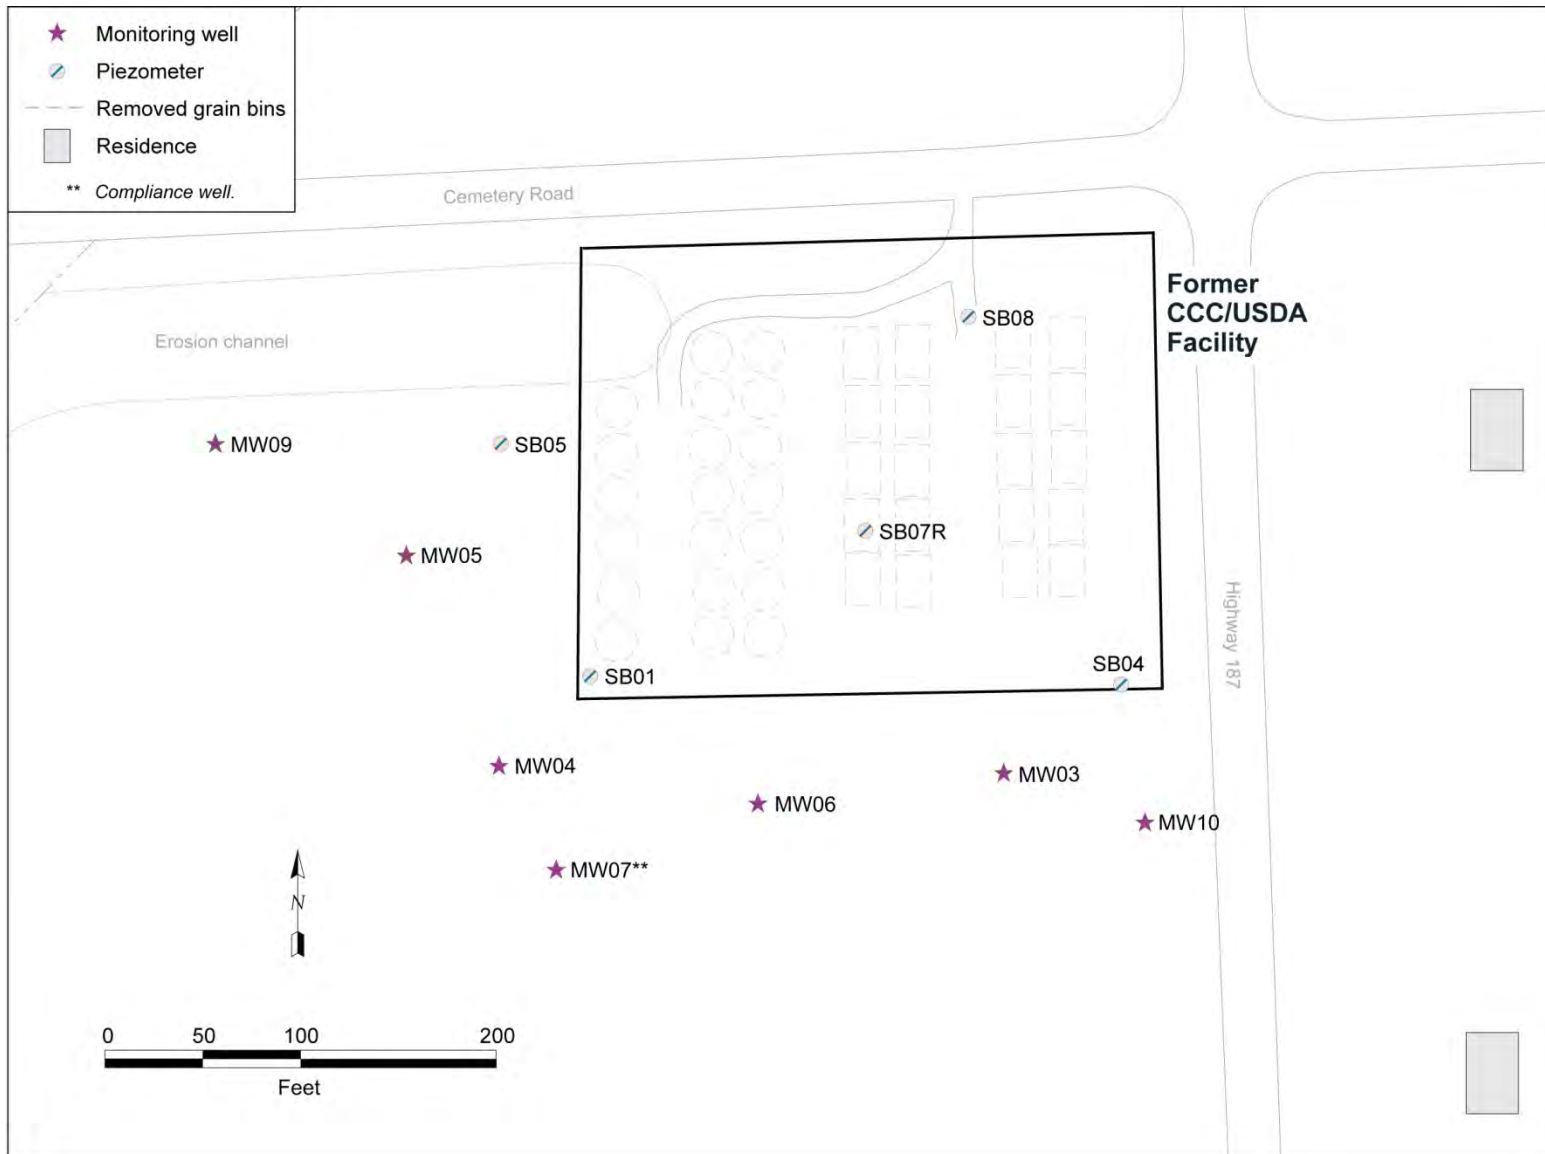 Monitoring well
Piezometer
Removed grain bins
Residence
** Compliance well.
Cemetery Road
Former
CCC/USDA
Facility
SB08
Erosion channel
MW09
SB05
SB07R
MW05
Highway 187
SB01
SB04
MW04
MW03
MW06
MW10
MW07**
N
0 50 100 200
Feet